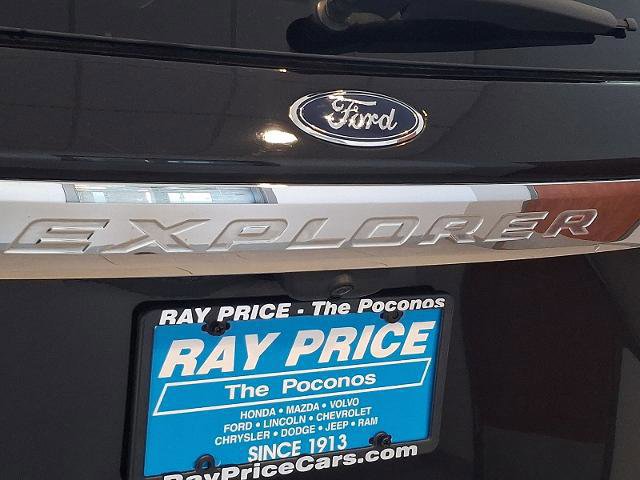 Ford
EXPLORER
RAY PRICE - The Poconos
RAY PRICE
The Poconos
HONDA • MAZDA • VOLVO
FORD • LINCOLN • CHEVROLET
CHRYSLER • DODGE • JEEP • RAM
SINCE 1913
RayPriceCars.com